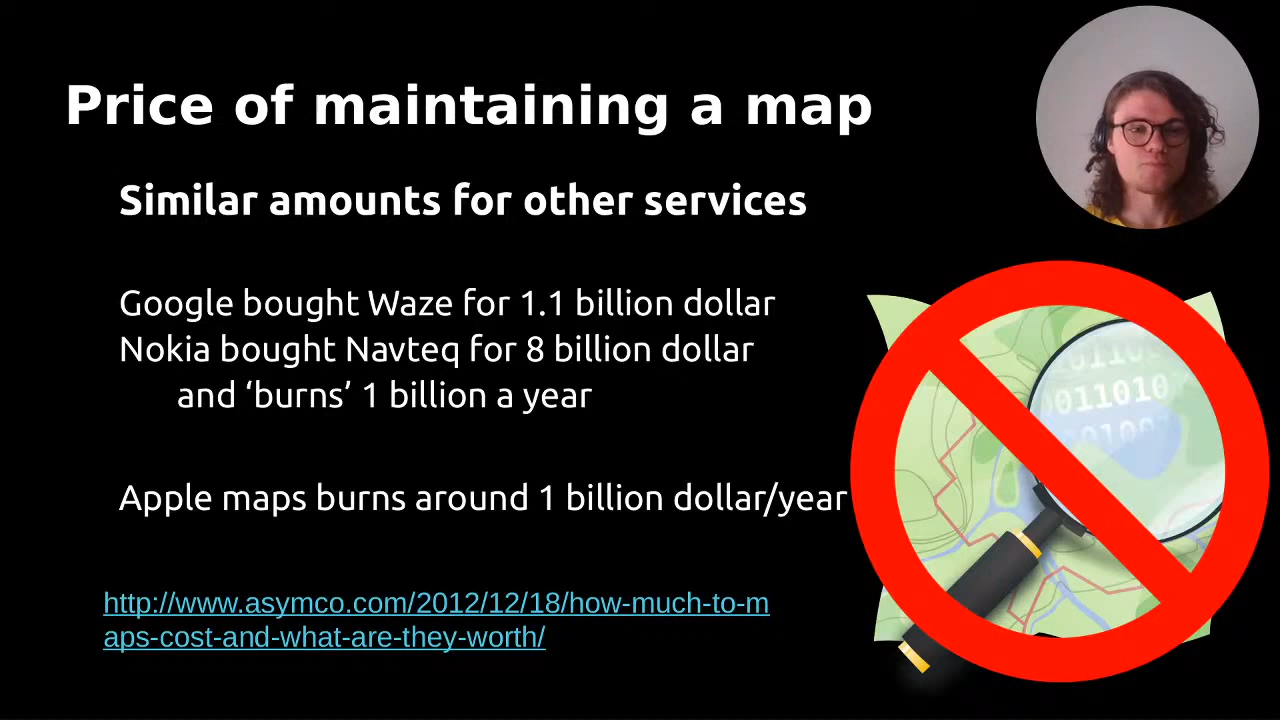 Price of maintaining a map
Similar amounts for other services
Google bought Waze for 1.1 billion dollar
Nokia bought Navteq for 8 billion dollar
and ‘burns’ 1 billion a year
Apple maps burns around 1 billion dollar/year
http://www.asymco.com/2012/12/18/how-much-to-m
aps-cost-and-what-are-they-worth/
0011010